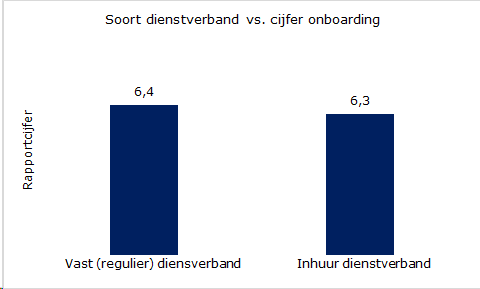 Soort dienstverband vs. cijfer onboarding
6,4
6,3
Rapportcijfer
Vast (regulier) diensverband
Inhuur dienstverband